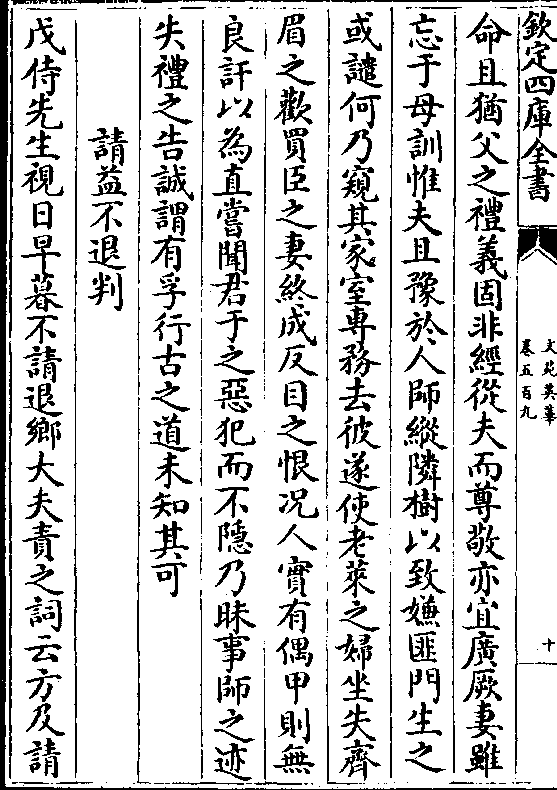 欽定四庫全書
文苑英華
卷五百九
十
命且猶父之禮義固非經從夫而尊敬亦宜廣厥妻雖
忘于母訓惟夫且豫於人師縱隣樹以致嫌匪門生之
或譴何乃窺其家室專務去彼遂使老萊之婦坐失齊
眉之歡買臣之妻終成反目之恨况人實有偶甲則無
良訐以為直嘗聞君子之惡犯而不隱乃昧事師之迹
失禮之告誠謂有孚行古之道未知其可
請益不退判
戊侍先生視日早暮不請退鄉大夫責之詞云方及請